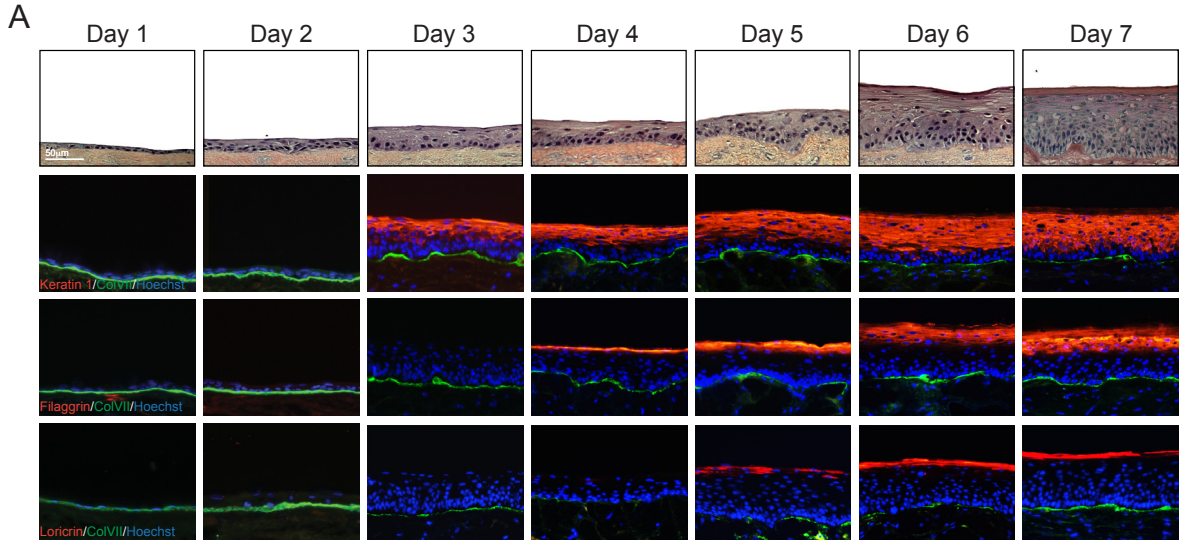 A
Day 1 Day 2 Day 3 Day 4 Day 5 Day 6 Day 7
50µm
Keratin 1/ColVII/Hoechst
Filaggrin/ColVII/Hoechst
Loricrin/ColVII/Hoechst